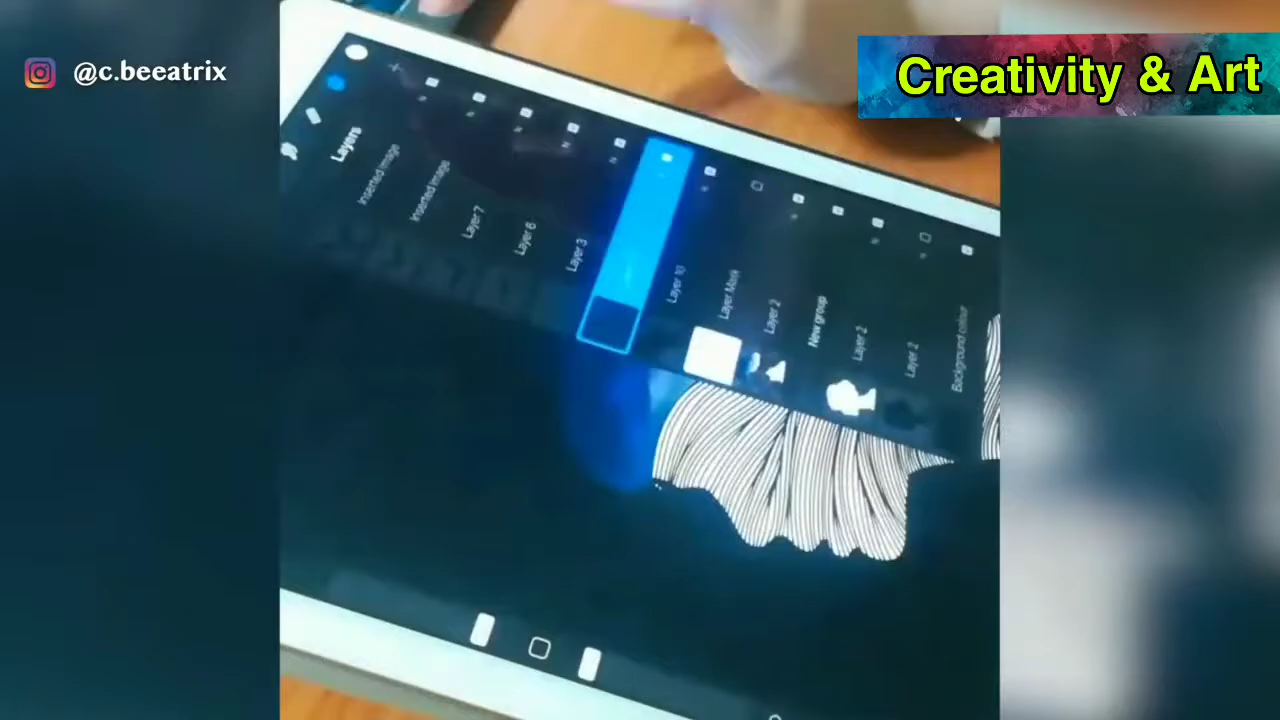 @c.beeatrix
Creativity & Art
Layers
Inserted Image
Inserted Image
Layer 7
Layer 6
Layer 3
Layer 10
Layer Mask
Layer 2
New group
Layer 2
Layer 2
Background colour